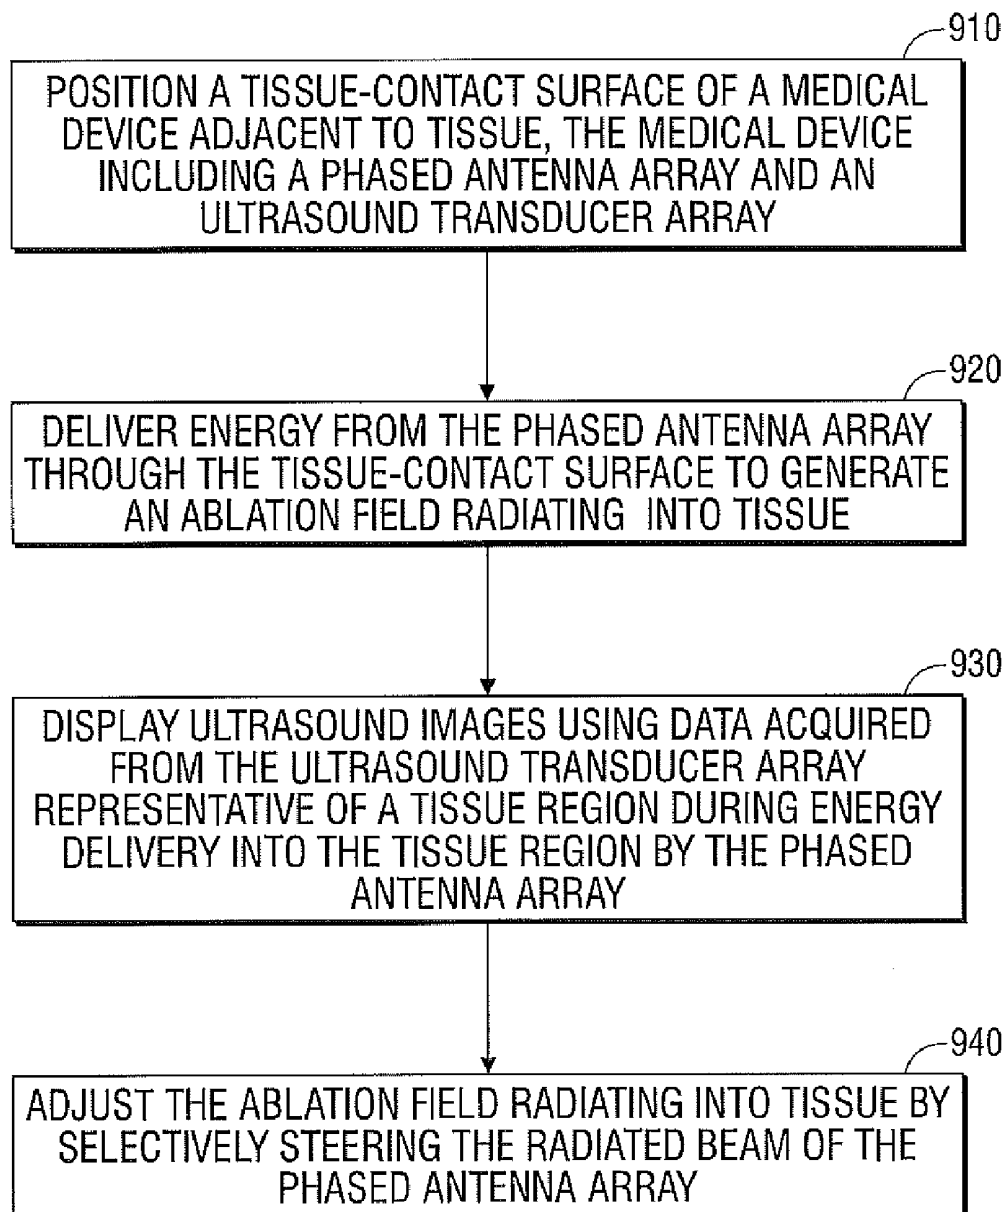 910
POSITION A TISSUE-CONTACT SURFACE OF A MEDICAL
DEVICE ADJACENT TO TISSUE, THE MEDICAL DEVICE
INCLUDING A PHASED ANTENNA ARRAY AND AN
ULTRASOUND TRANSDUCER ARRAY
920
DELIVER ENERGY FROM THE PHASED ANTENNA ARRAY
THROUGH THE TISSUE-CONTACT SURFACE TO GENERATE
AN ABLATION FIELD RADIATING INTO TISSUE
930
DISPLAY ULTRASOUND IMAGES USING DATA ACQUIRED
FROM THE ULTRASOUND TRANSDUCER ARRAY
REPRESENTATIVE OF A TISSUE REGION DURING ENERGY
DELIVERY INTO THE TISSUE REGION BY THE PHASED
ANTENNA ARRAY
940
ADJUST THE ABLATION FIELD RADIATING INTO TISSUE BY
SELECTIVELY STEERING THE RADIATED BEAM OF THE
PHASED ANTENNA ARRAY